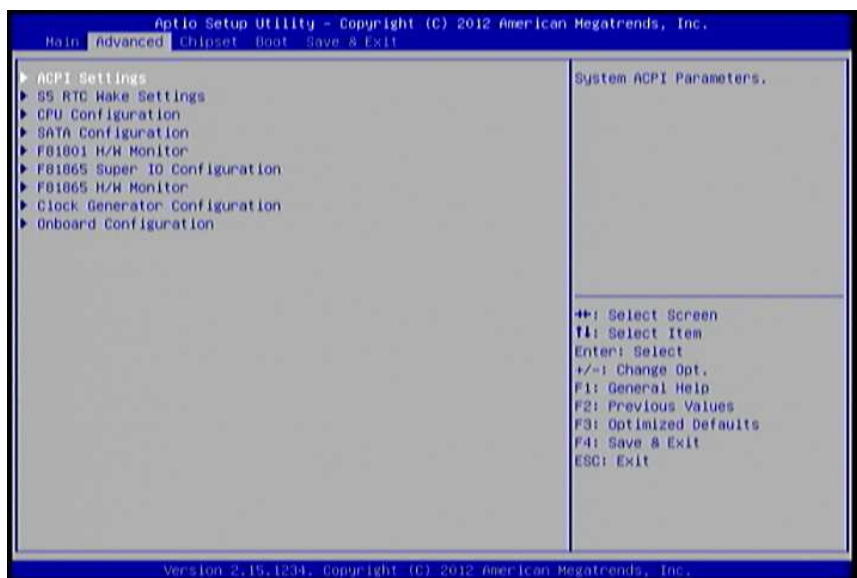 Aptio Setup Utility - Copyright (C) 2012 American Megatrends, Inc.
Main Advanced Chipset Boot Save & Exit
ACPI Settings
S5 RTC Wake Settings
CPU Configuration
SATA Configuration
F81801 H/W Monitor
F81865 Super IO Configuration
F81865 H/W Monitor
Clock Generator Configuration
Onboard Configuration
System ACPI Parameters.
→←: Select Screen
↑↓: Select Item
Enter: Select
+/-: Change Opt.
F1: General Help
F2: Previous Values
F3: Optimized Defaults
F4: Save & Exit
ESC: Exit
Version 2.15.1234. Copyright (C) 2012 American Megatrends, Inc.